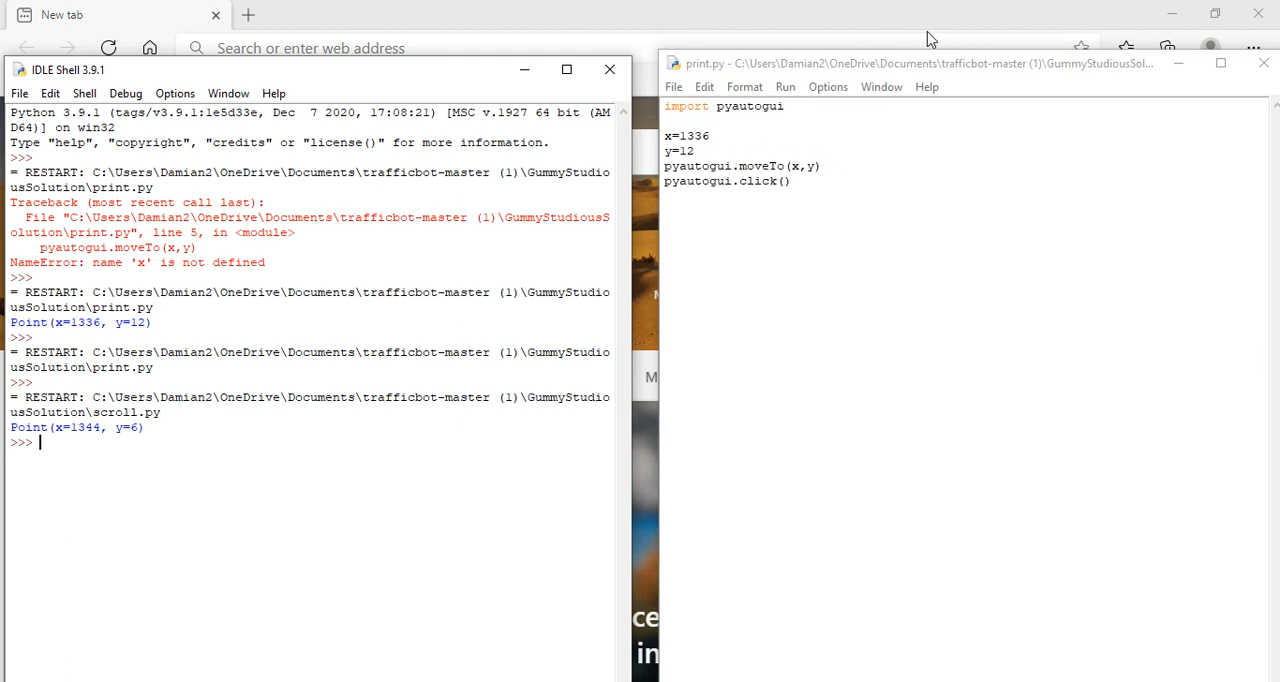 New tab
Search or enter web address
IDLE Shell 3.9.1
File Edit Shell Debug Options Window Help
Python 3.9.1 (tags/v3.9.1:1e5d33e, Dec  7 2020, 17:08:21) [MSC v.1927 64 bit (AM
D64)] on win32
Type "help", "copyright", "credits" or "license()" for more information.
>>>
= RESTART: C:\Users\Damian2\OneDrive\Documents\trafficbot-master (1)\GummyStudio
usSolution\print.py
Traceback (most recent call last):
  File "C:\Users\Damian2\OneDrive\Documents\trafficbot-master (1)\GummyStudiousS
olution\print.py", line 5, in <module>
    pyautogui.moveTo(x,y)
NameError: name 'x' is not defined
>>>
= RESTART: C:\Users\Damian2\OneDrive\Documents\trafficbot-master (1)\GummyStudio
usSolution\print.py
Point(x=1336, y=12)
>>>
= RESTART: C:\Users\Damian2\OneDrive\Documents\trafficbot-master (1)\GummyStudio
usSolution\print.py
>>>
= RESTART: C:\Users\Damian2\OneDrive\Documents\trafficbot-master (1)\GummyStudio
usSolution\scroll.py
Point(x=1344, y=6)
>>>
print.py - C:\Users\Damian2\OneDrive\Documents\trafficbot-master (1)\GummyStudiousSol...
File Edit Format Run Options Window Help
import pyautogui
x=1336
y=12
pyautogui.moveTo(x,y)
pyautogui.click()
M
ce
in